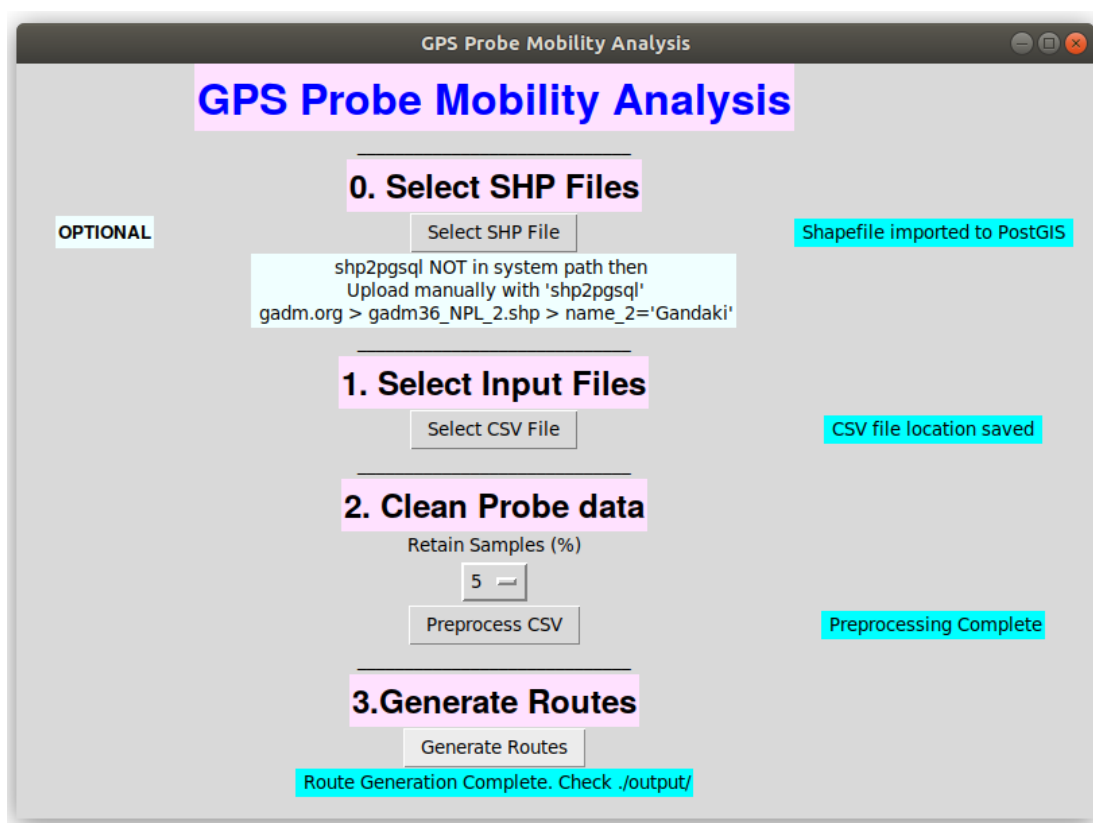 GPS Probe Mobility Analysis
GPS Probe Mobility Analysis
0. Select SHP Files
OPTIONAL
Select SHP File
Shapefile imported to PostGIS
shp2pgsql NOT in system path then
Upload manually with 'shp2pgsql'
gadm.org > gadm36_NPL_2.shp > name_2='Gandaki'
1. Select Input Files
Select CSV File
CSV file location saved
2. Clean Probe data
Retain Samples (%)
5
Preprocess CSV
Preprocessing Complete
3.Generate Routes
Generate Routes
Route Generation Complete. Check ./output/